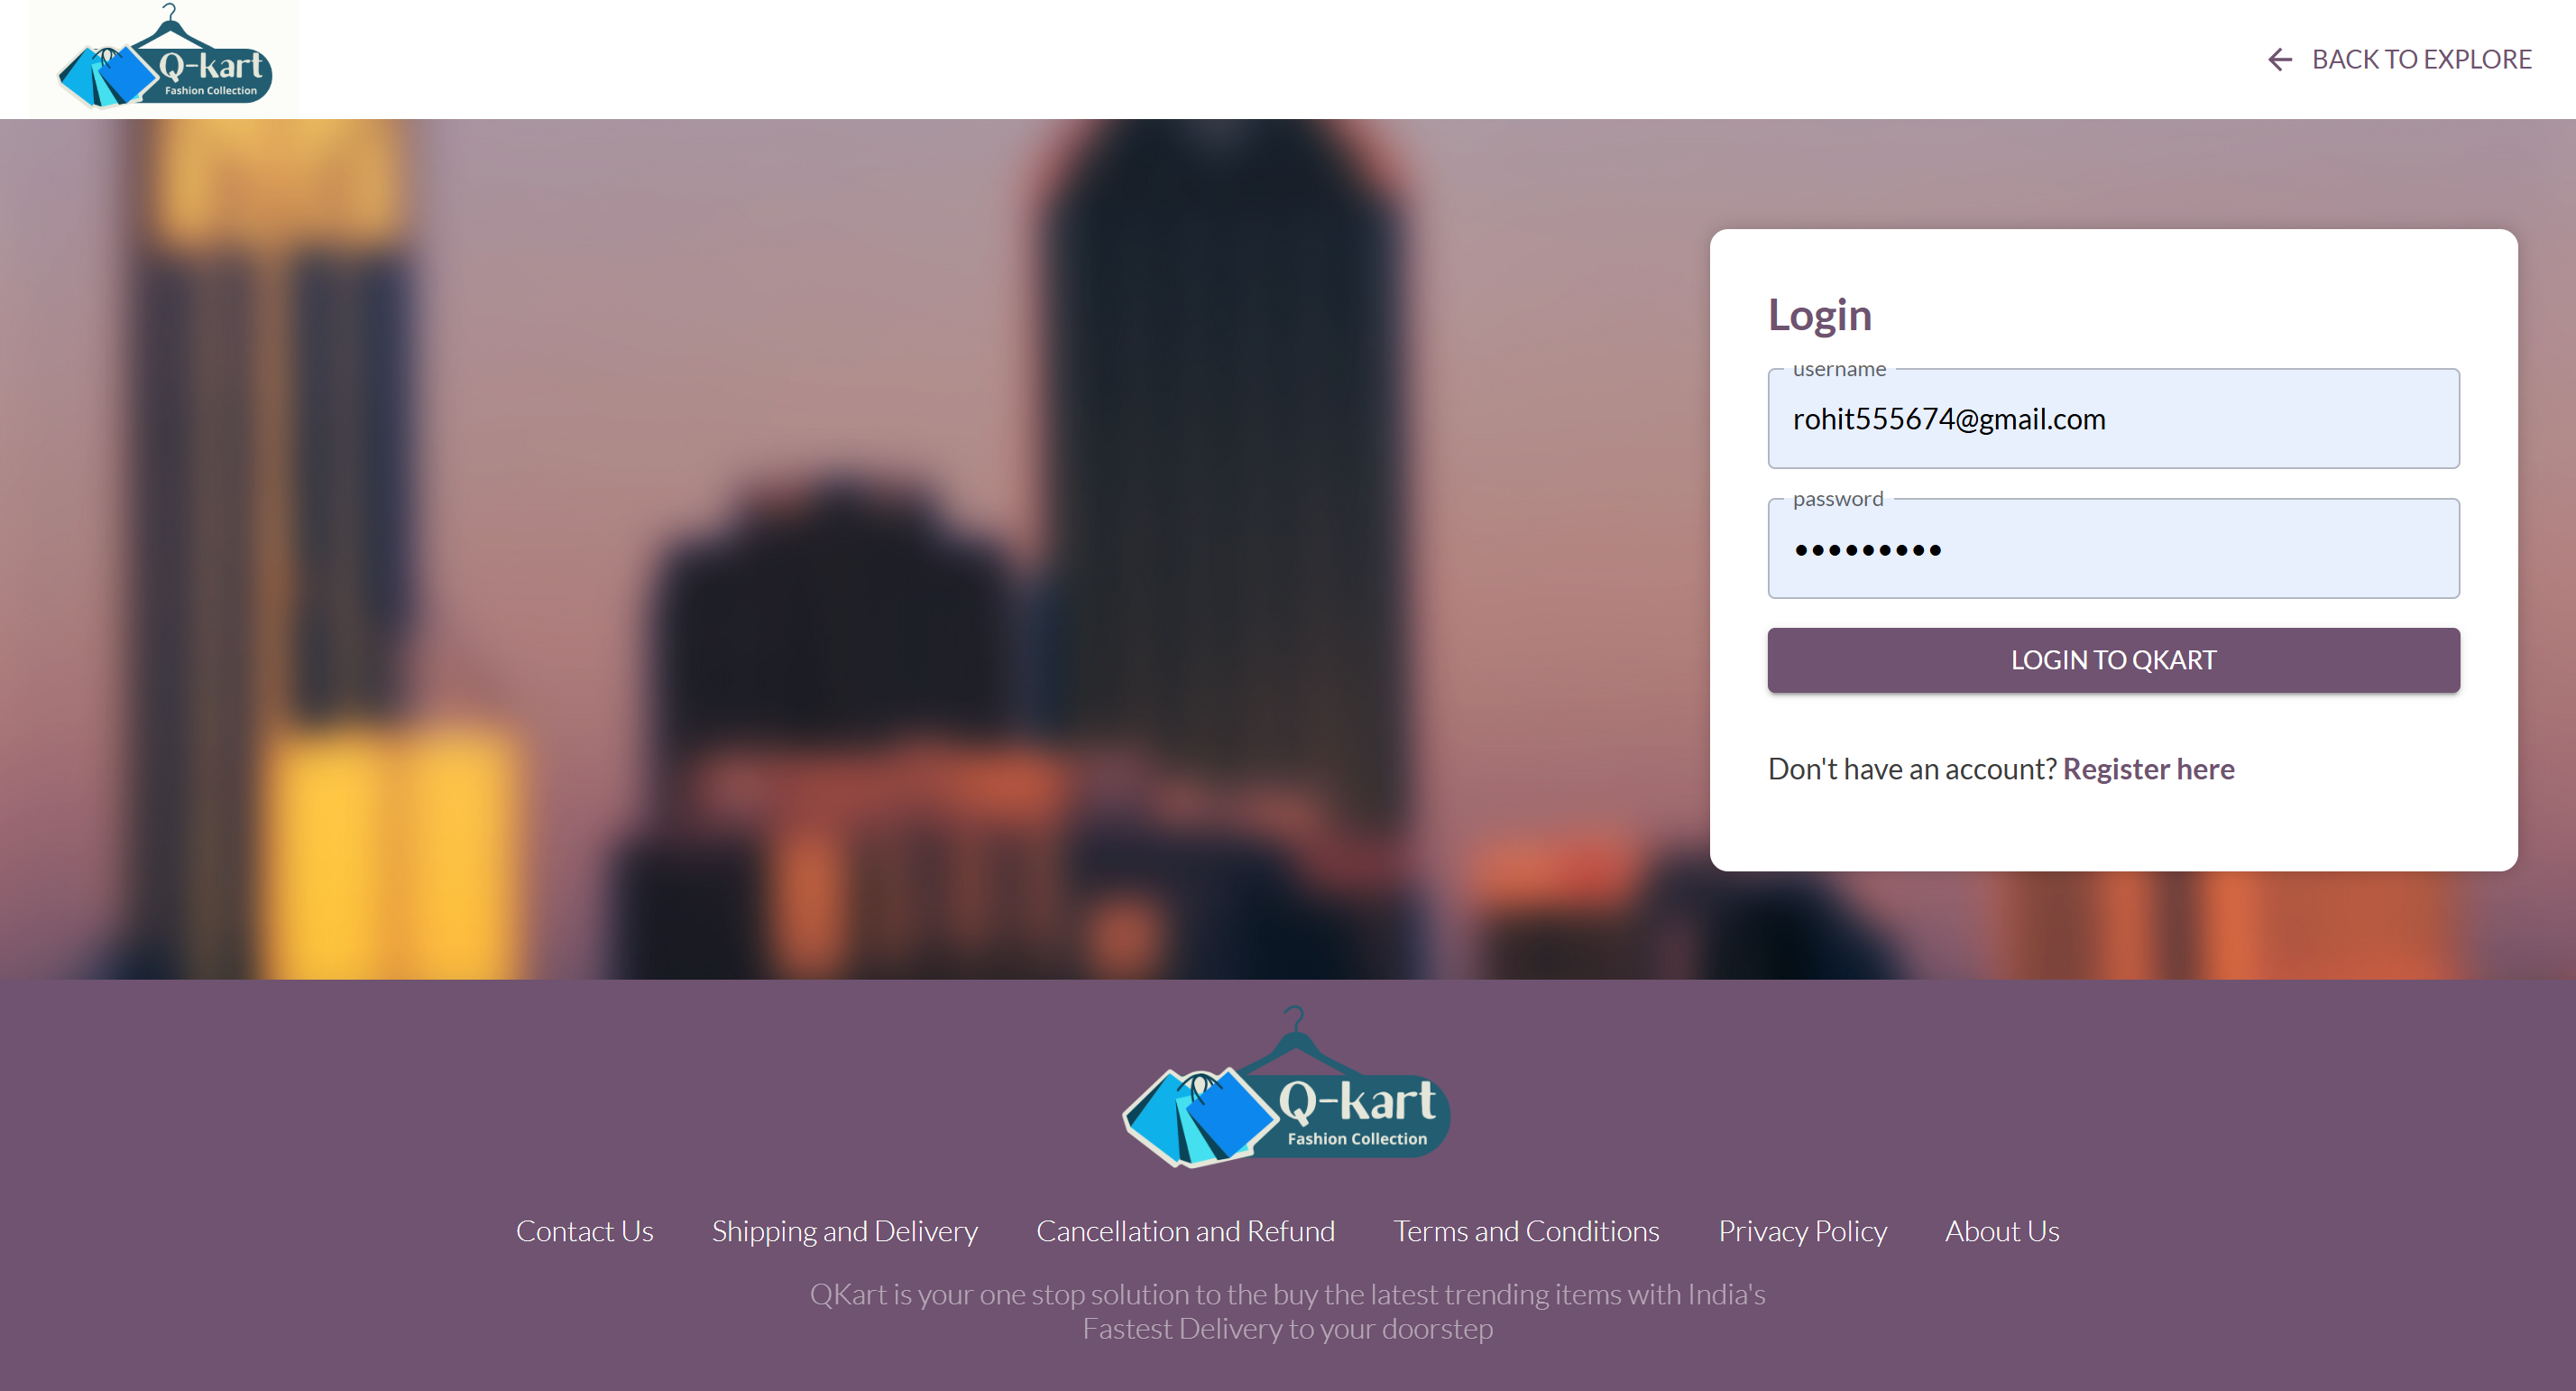 Q-kart
Fashion Collection
BACK TO EXPLORE
Login
username
rohit555674@gmail.com
password
•••••••••
LOGIN TO QKART
Don't have an account? Register here
Q-kart
Fashion Collection
Contact Us Shipping and Delivery Cancellation and Refund Terms and Conditions Privacy Policy About Us
QKart is your one stop solution to the buy the latest trending items with India's
Fastest Delivery to your doorstep